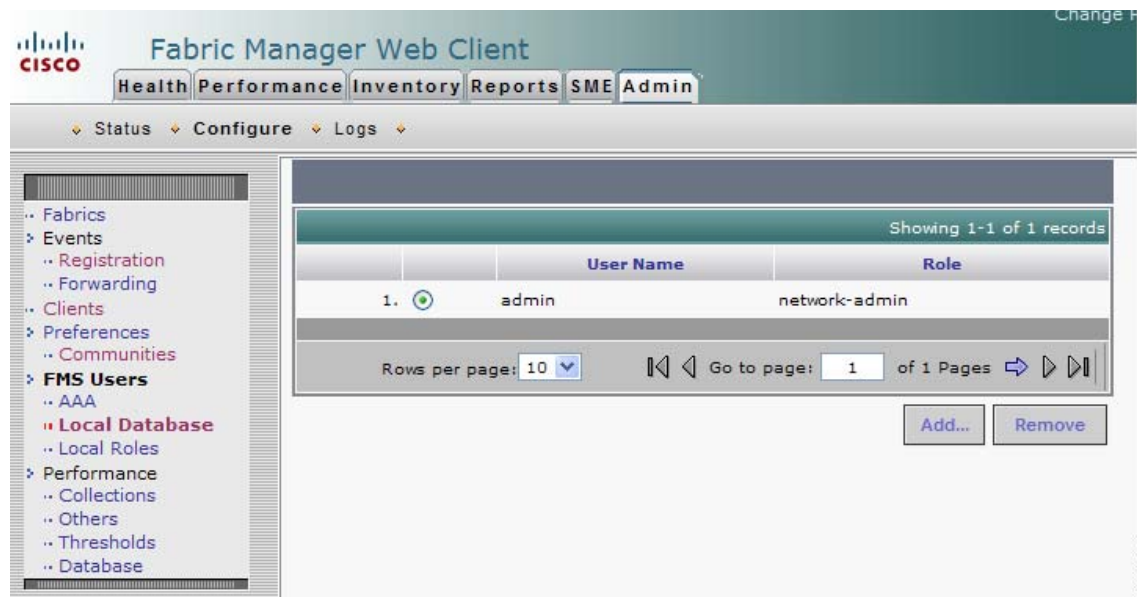 Change
CISCO
Fabric Manager Web Client
Health Performance Inventory Reports SME Admin
Status Configure Logs
Fabrics
Events
Registration
Forwarding
Clients
Preferences
Communities
FMS Users
AAA
Local Database
Local Roles
Performance
Collections
Others
Thresholds
Database
Showing 1-1 of 1 records
User Name Role
1. admin network-admin
Rows per page: 10 Go to page: 1 of 1 Pages
Add... Remove